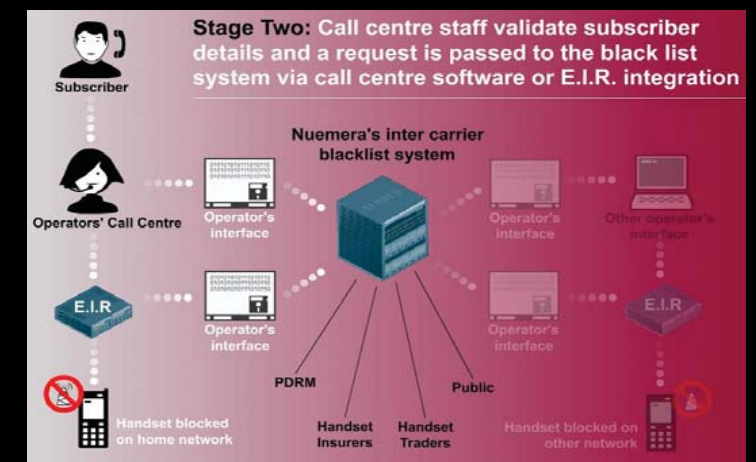 Stage Two: Call centre staff validate subscriber
details and a request is passed to the black list
system via call centre software or E.I.R. integration
Subscriber
Nuemera's inter carrier
blacklist system
Operators' Call Centre
Operator's
interface
Operator's
interface
Other operator's
interface
E.I.R
Operator's
interface
Operator's
interface
E.I.R
PDRM
Public
Handset
Insurers
Handset
Traders
Handset blocked
on home network
Handset blocked on
other network